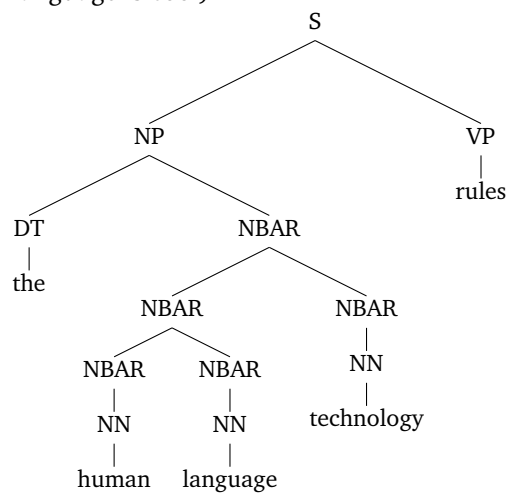 S
NP VP
rules
DT NBAR
the
NBAR NBAR
NBAR NBAR NN
NN NN technology
human language